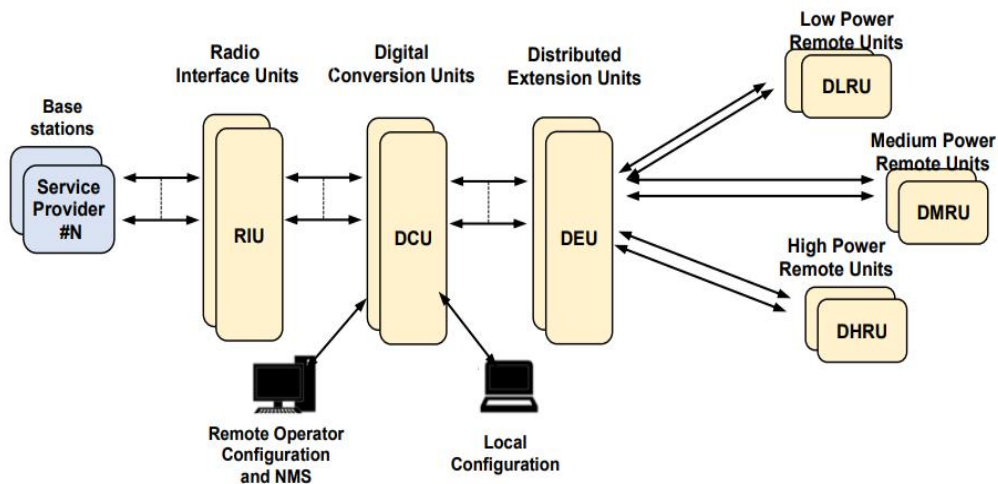 Base
stations
Service
Provider
#N
Radio
Interface Units
RIU
Digital
Conversion Units
DCU
Distributed
Extension Units
DEU
Low Power
Remote Units
DLRU
Medium Power
Remote Units
DMRU
High Power
Remote Units
DHRU
Remote Operator
Configuration
and NMS
Local
Configuration